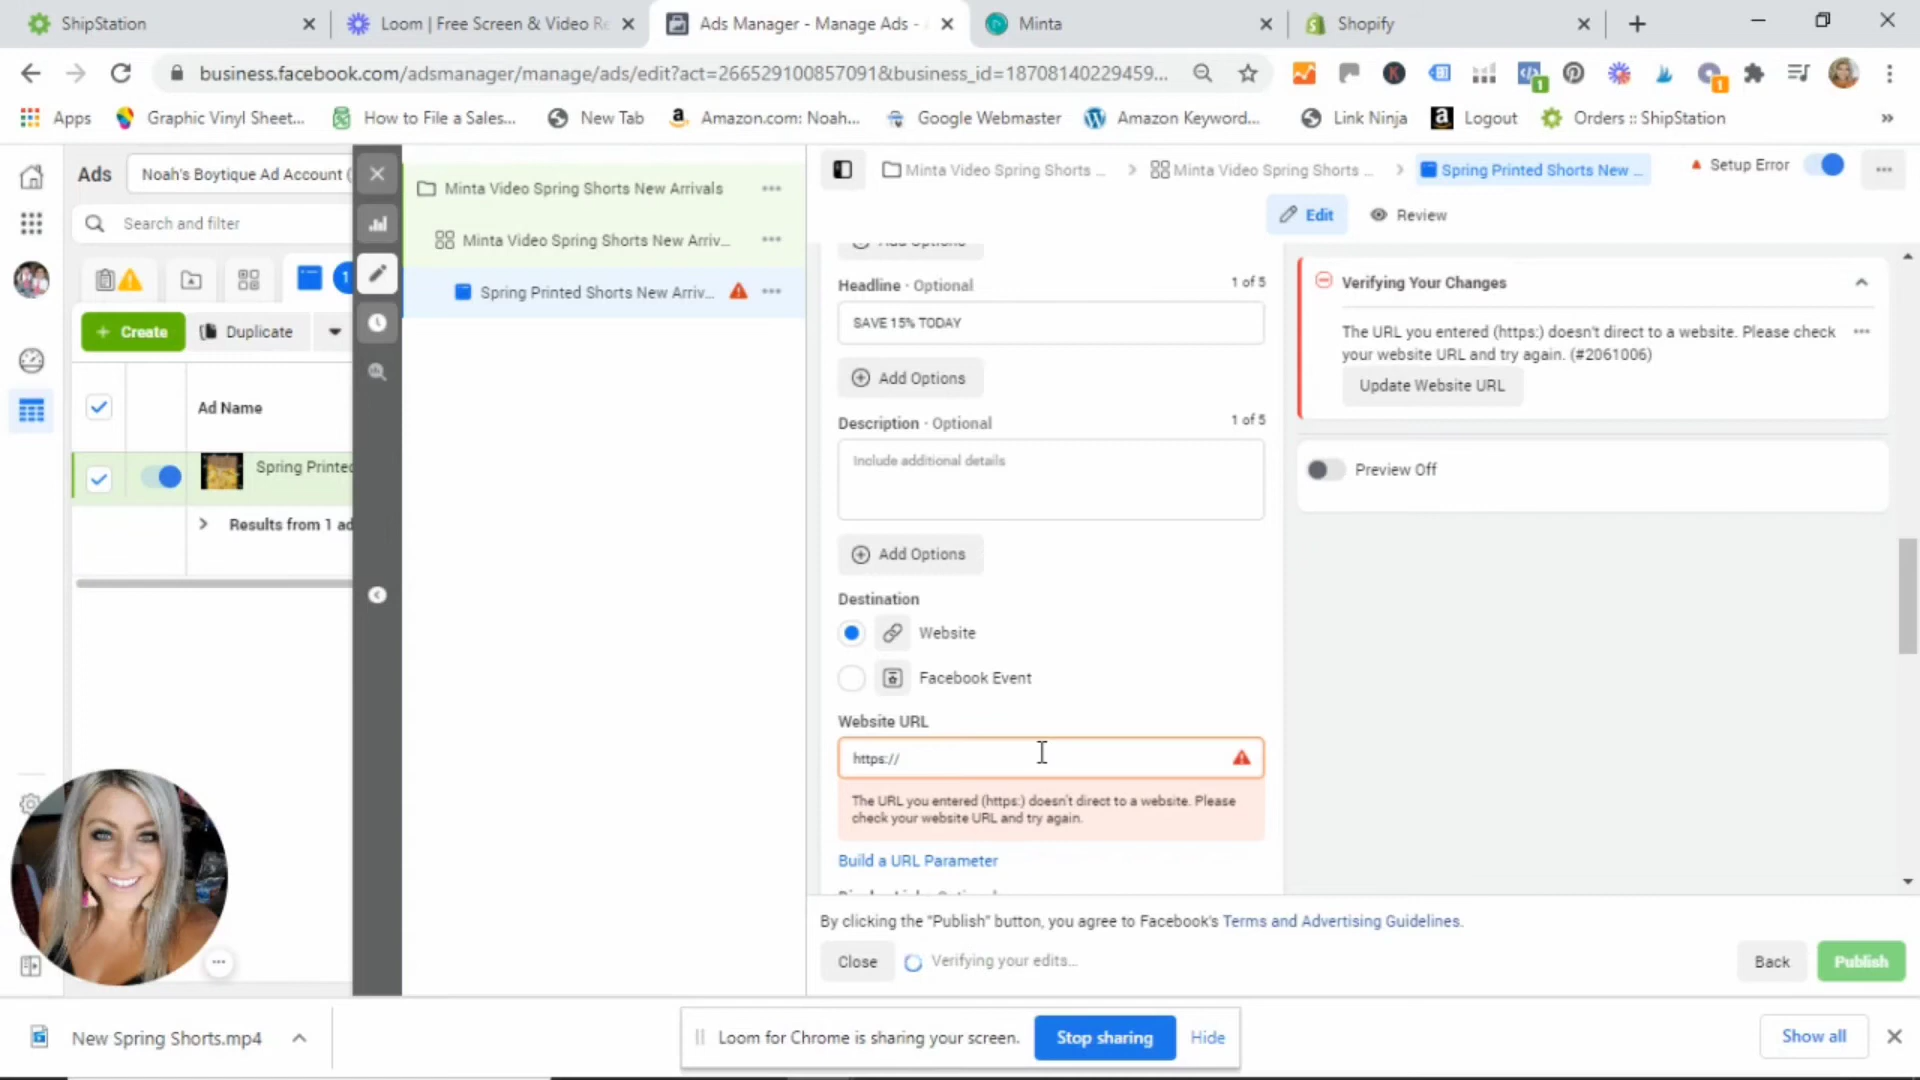 ShipStation
Loom | Free Screen & Video Re
Ads Manager - Manage Ads -
Minta
Shopify
business.facebook.com/adsmanager/manage/ads/edit?act=266529100857091&business_id=18708140229459...
1
1
Apps
Graphic Vinyl Sheet...
How to File a Sales...
New Tab
Amazon.com: Noah...
Google Webmaster
Amazon Keyword...
Link Ninja
Logout
Orders :: ShipStation
»
Ads
Noah's Boytique Ad Account (
Search and filter
1
+ Create
Duplicate
Ad Name
Spring Printed
Results from 1 ad
Minta Video Spring Shorts New Arrivals
Minta Video Spring Shorts New Arriv...
Spring Printed Shorts New Arriv...
Minta Video Spring Shorts ...
Minta Video Spring Shorts ...
Spring Printed Shorts New ...
Setup Error
Edit
Review
Add Options
Headline · Optional
1 of 5
SAVE 15% TODAY
Add Options
Description · Optional
1 of 5
Include additional details
Add Options
Destination
Website
Facebook Event
Website URL
https://
The URL you entered (https:) doesn't direct to a website. Please
check your website URL and try again.
Build a URL Parameter
Verifying Your Changes
The URL you entered (https:) doesn't direct to a website. Please check
your website URL and try again. (#2061006)
Update Website URL
Preview Off
By clicking the "Publish" button, you agree to Facebook's Terms and Advertising Guidelines.
Close
Verifying your edits...
Back
Publish
New Spring Shorts.mp4
Loom for Chrome is sharing your screen.
Stop sharing
Hide
Show all